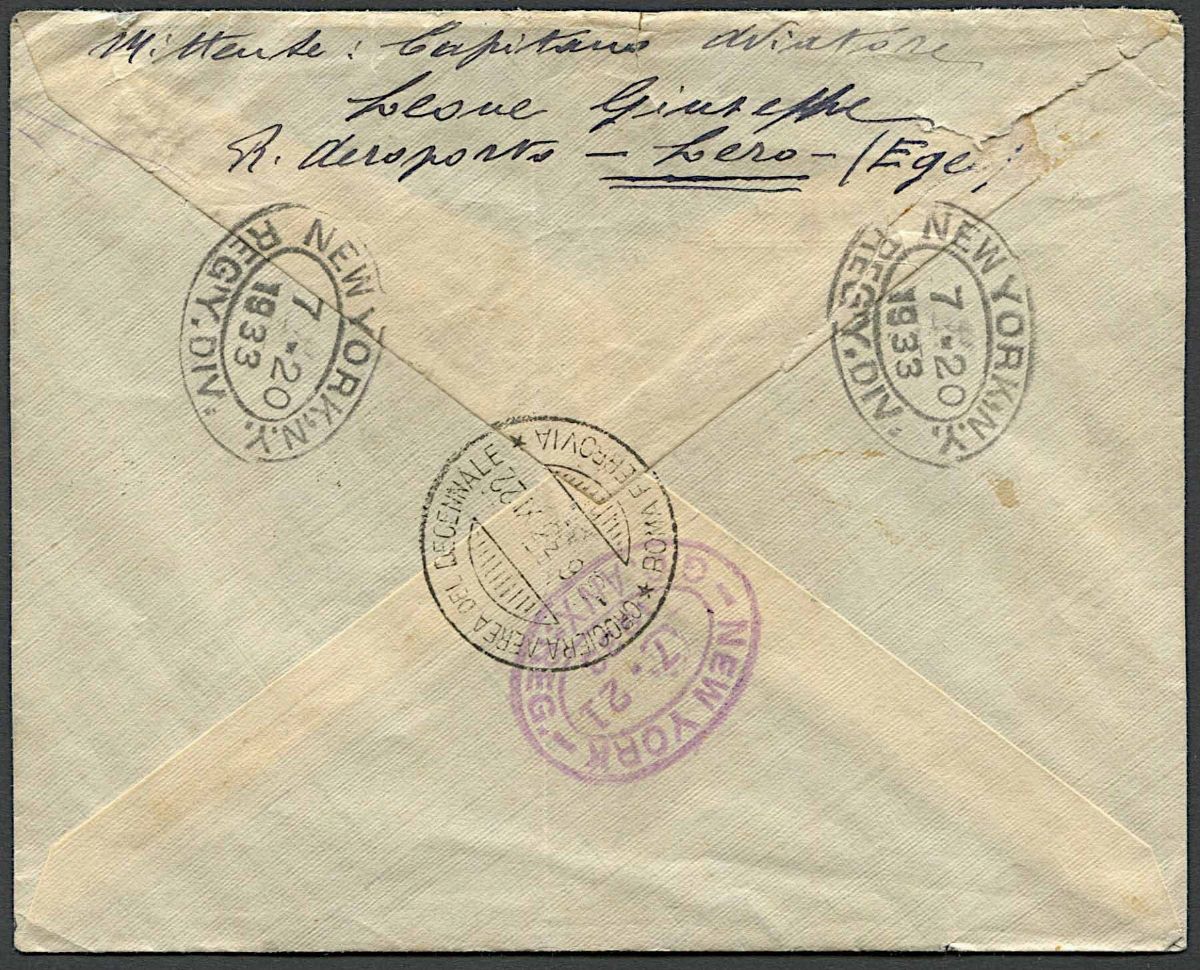 Mittente: Capitano Aviatore
Leone Giuseppe
R. Aeroporto - Lero - (Egeo)
NEW YORK, N.Y.
REG'Y. DIV.
7-20
1933
NEW YORK, N.Y.
REG'Y. DIV.
7-20
1933
CROCIERA AEREA DEL DECENNALE
ROMA FERROVIA
NEW YORK
7. 21